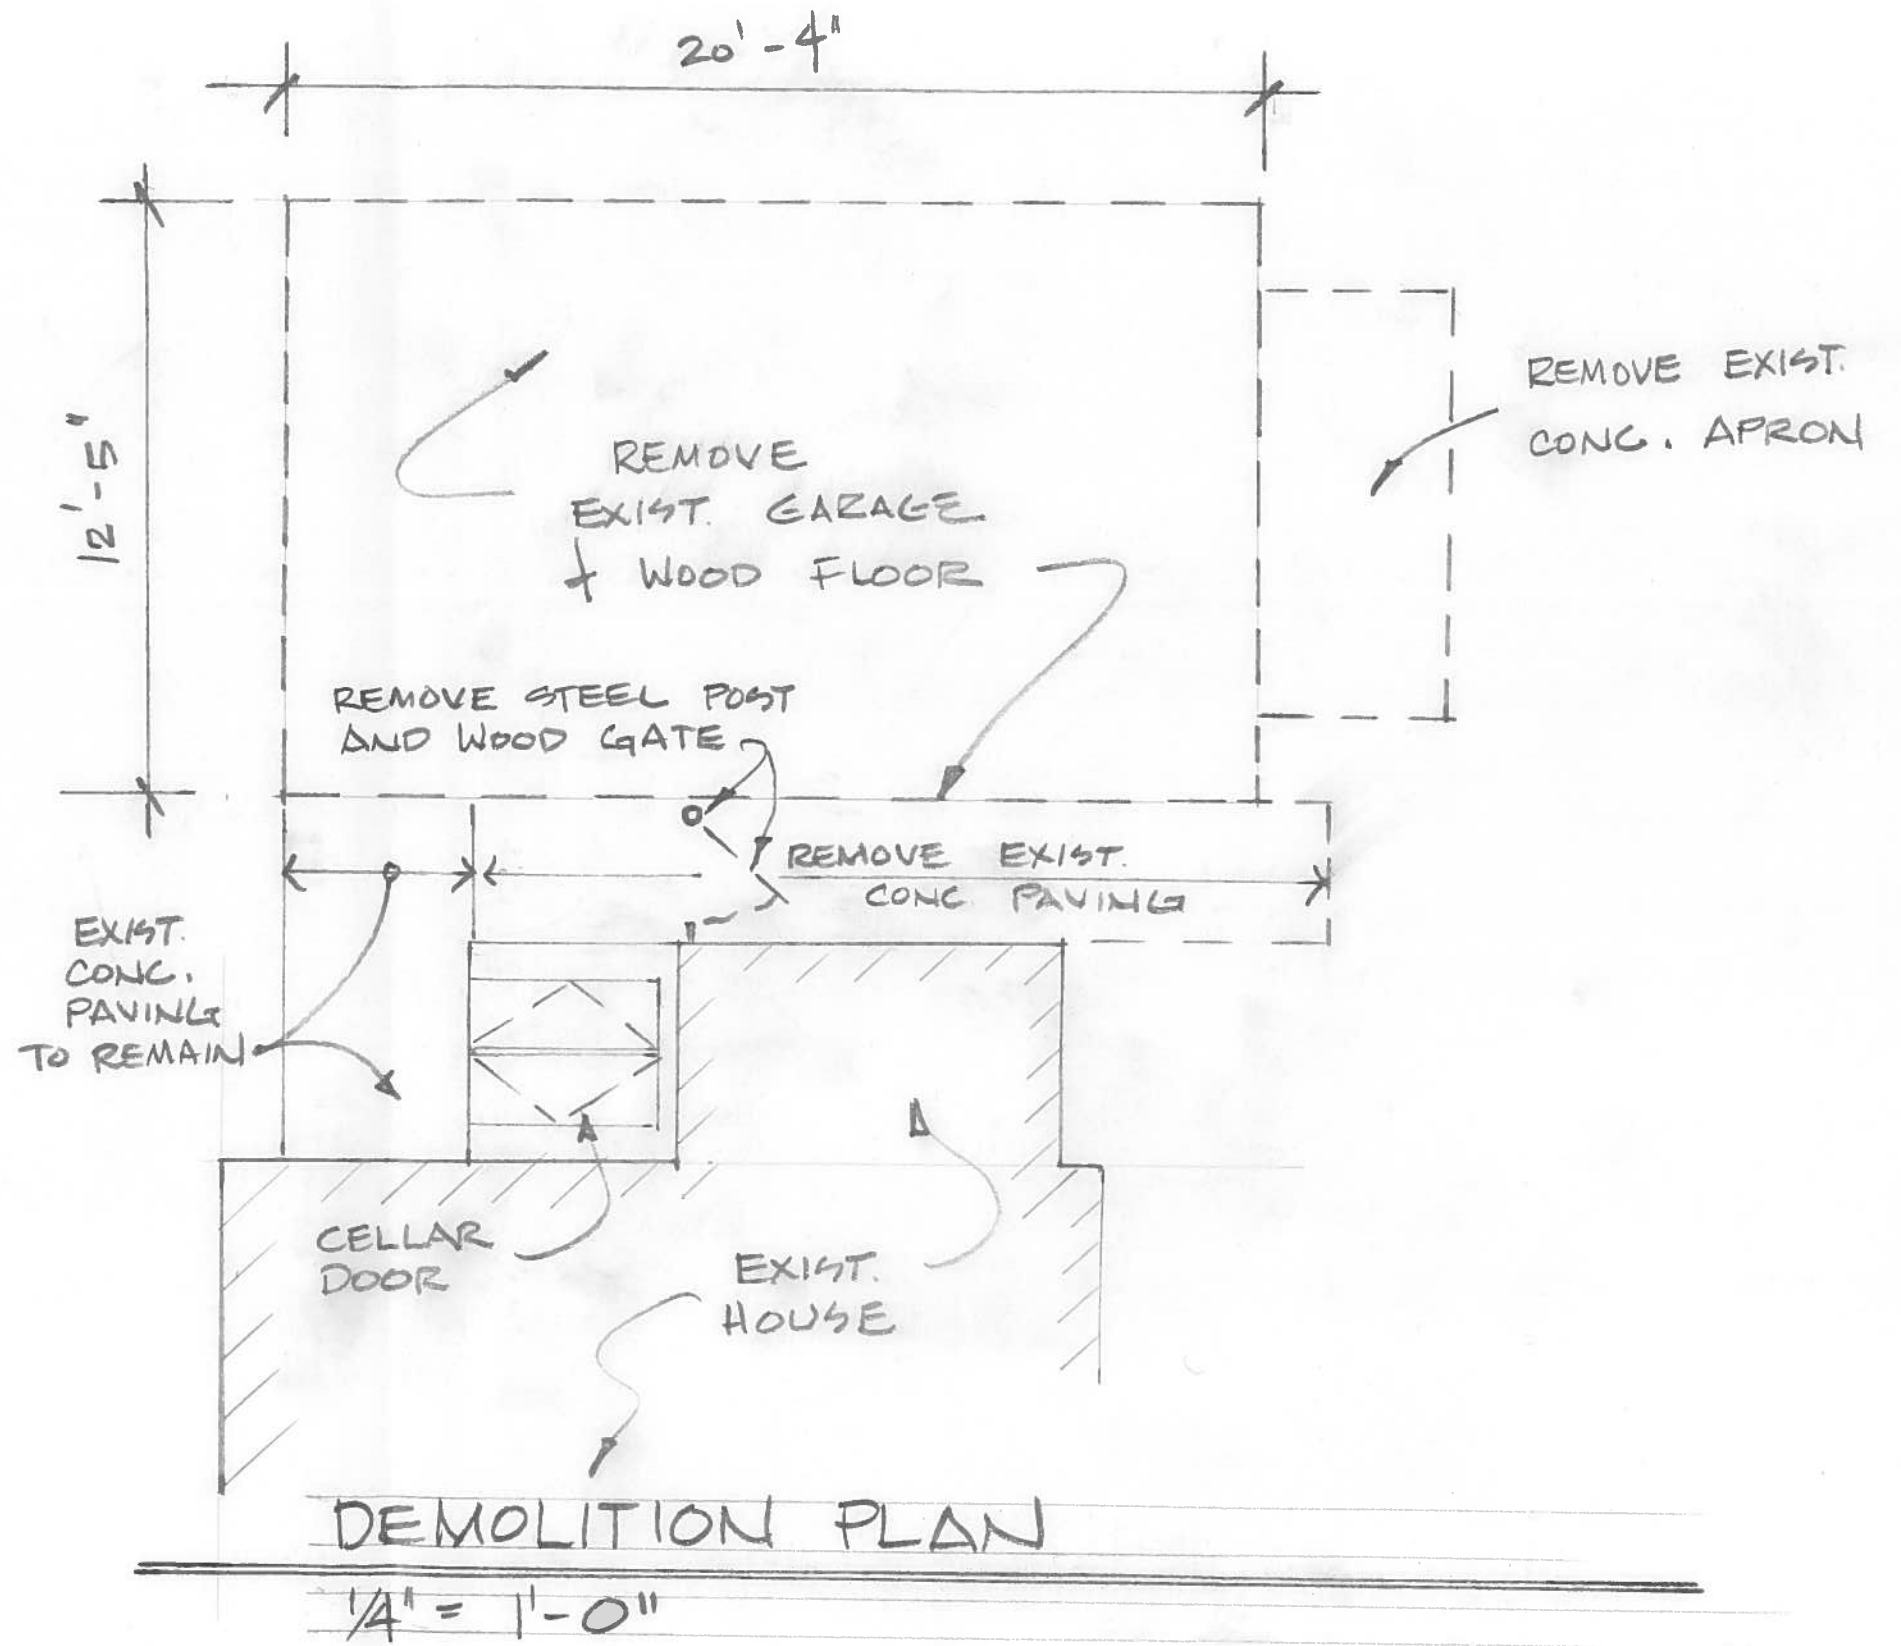 20'-4"
12'-5"
REMOVE EXIST.
CONC. APRON
REMOVE
EXIST. GARAGE
+ WOOD FLOOR
REMOVE STEEL POST
AND WOOD GATE
REMOVE EXIST.
CONC PAVING
EXIST.
CONC.
PAVING
TO REMAIN
CELLAR
DOOR
EXIST.
HOUSE
DEMOLITION PLAN
1/4" = 1'-0"